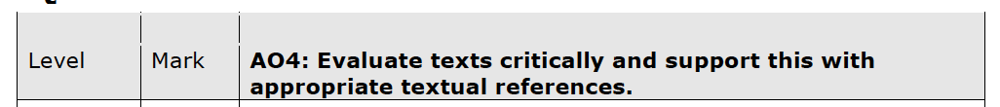 Level Mark AO4: Evaluate texts critically and support this with
appropriate textual references.